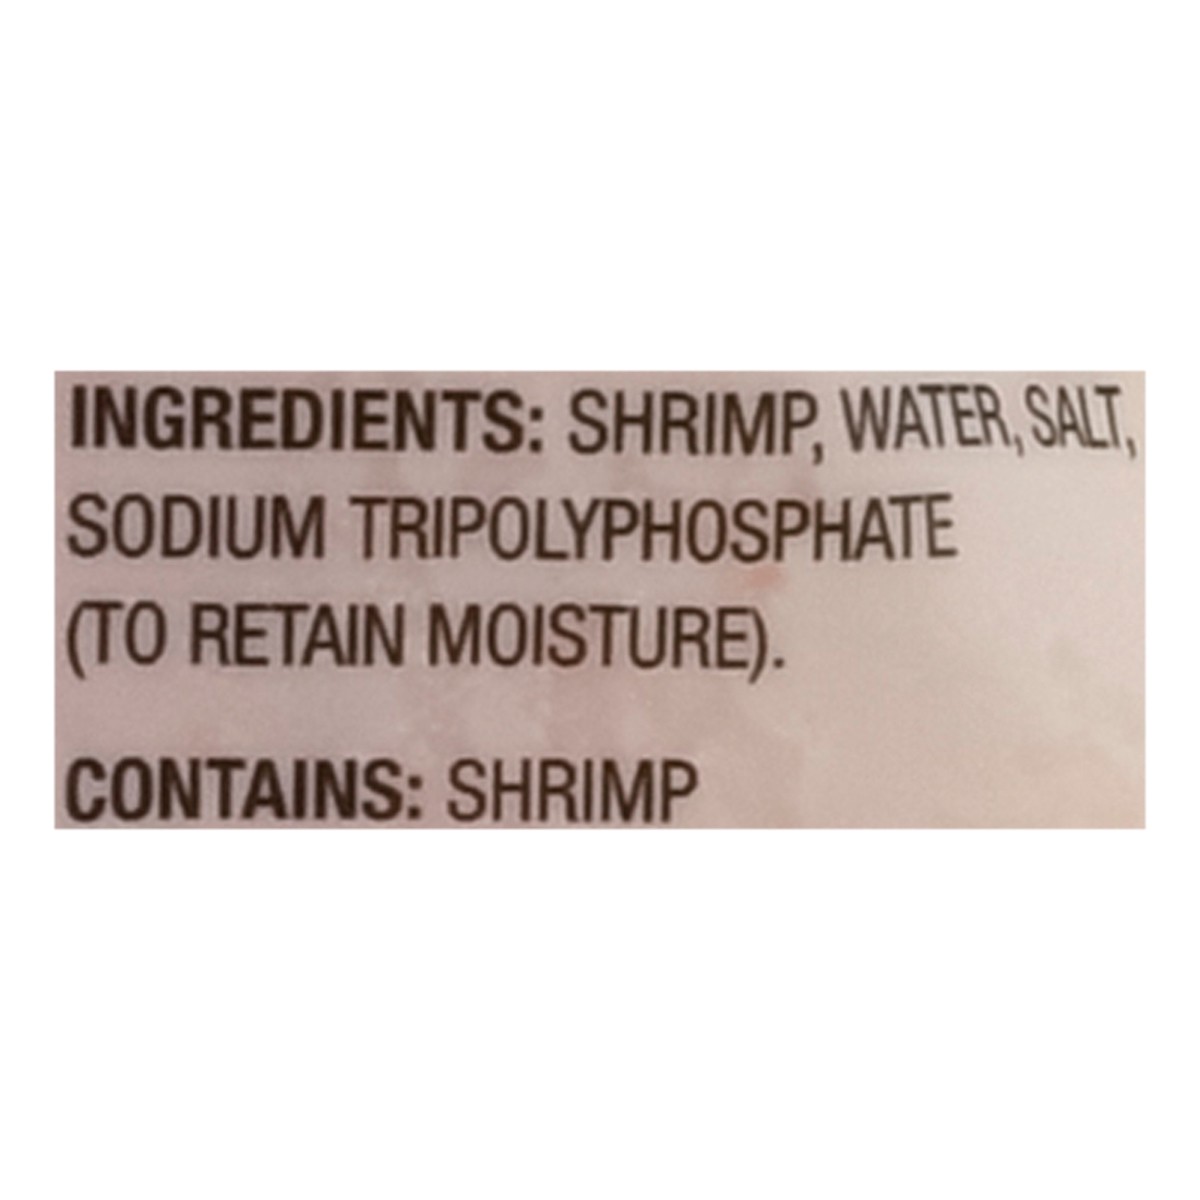 INGREDIENTS: SHRIMP, WATER, SALT,
SODIUM TRIPOLYPHOSPHATE
(TO RETAIN MOISTURE).
CONTAINS: SHRIMP